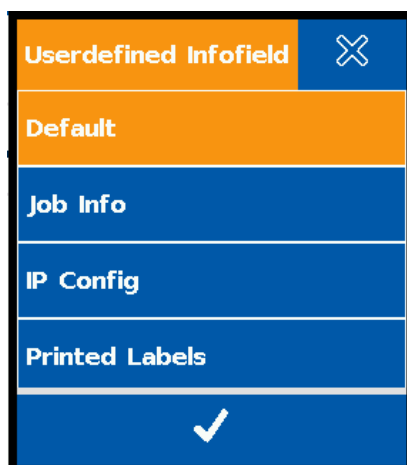 Userdefined Infofield
Default
Job Info
IP Config
Printed Labels